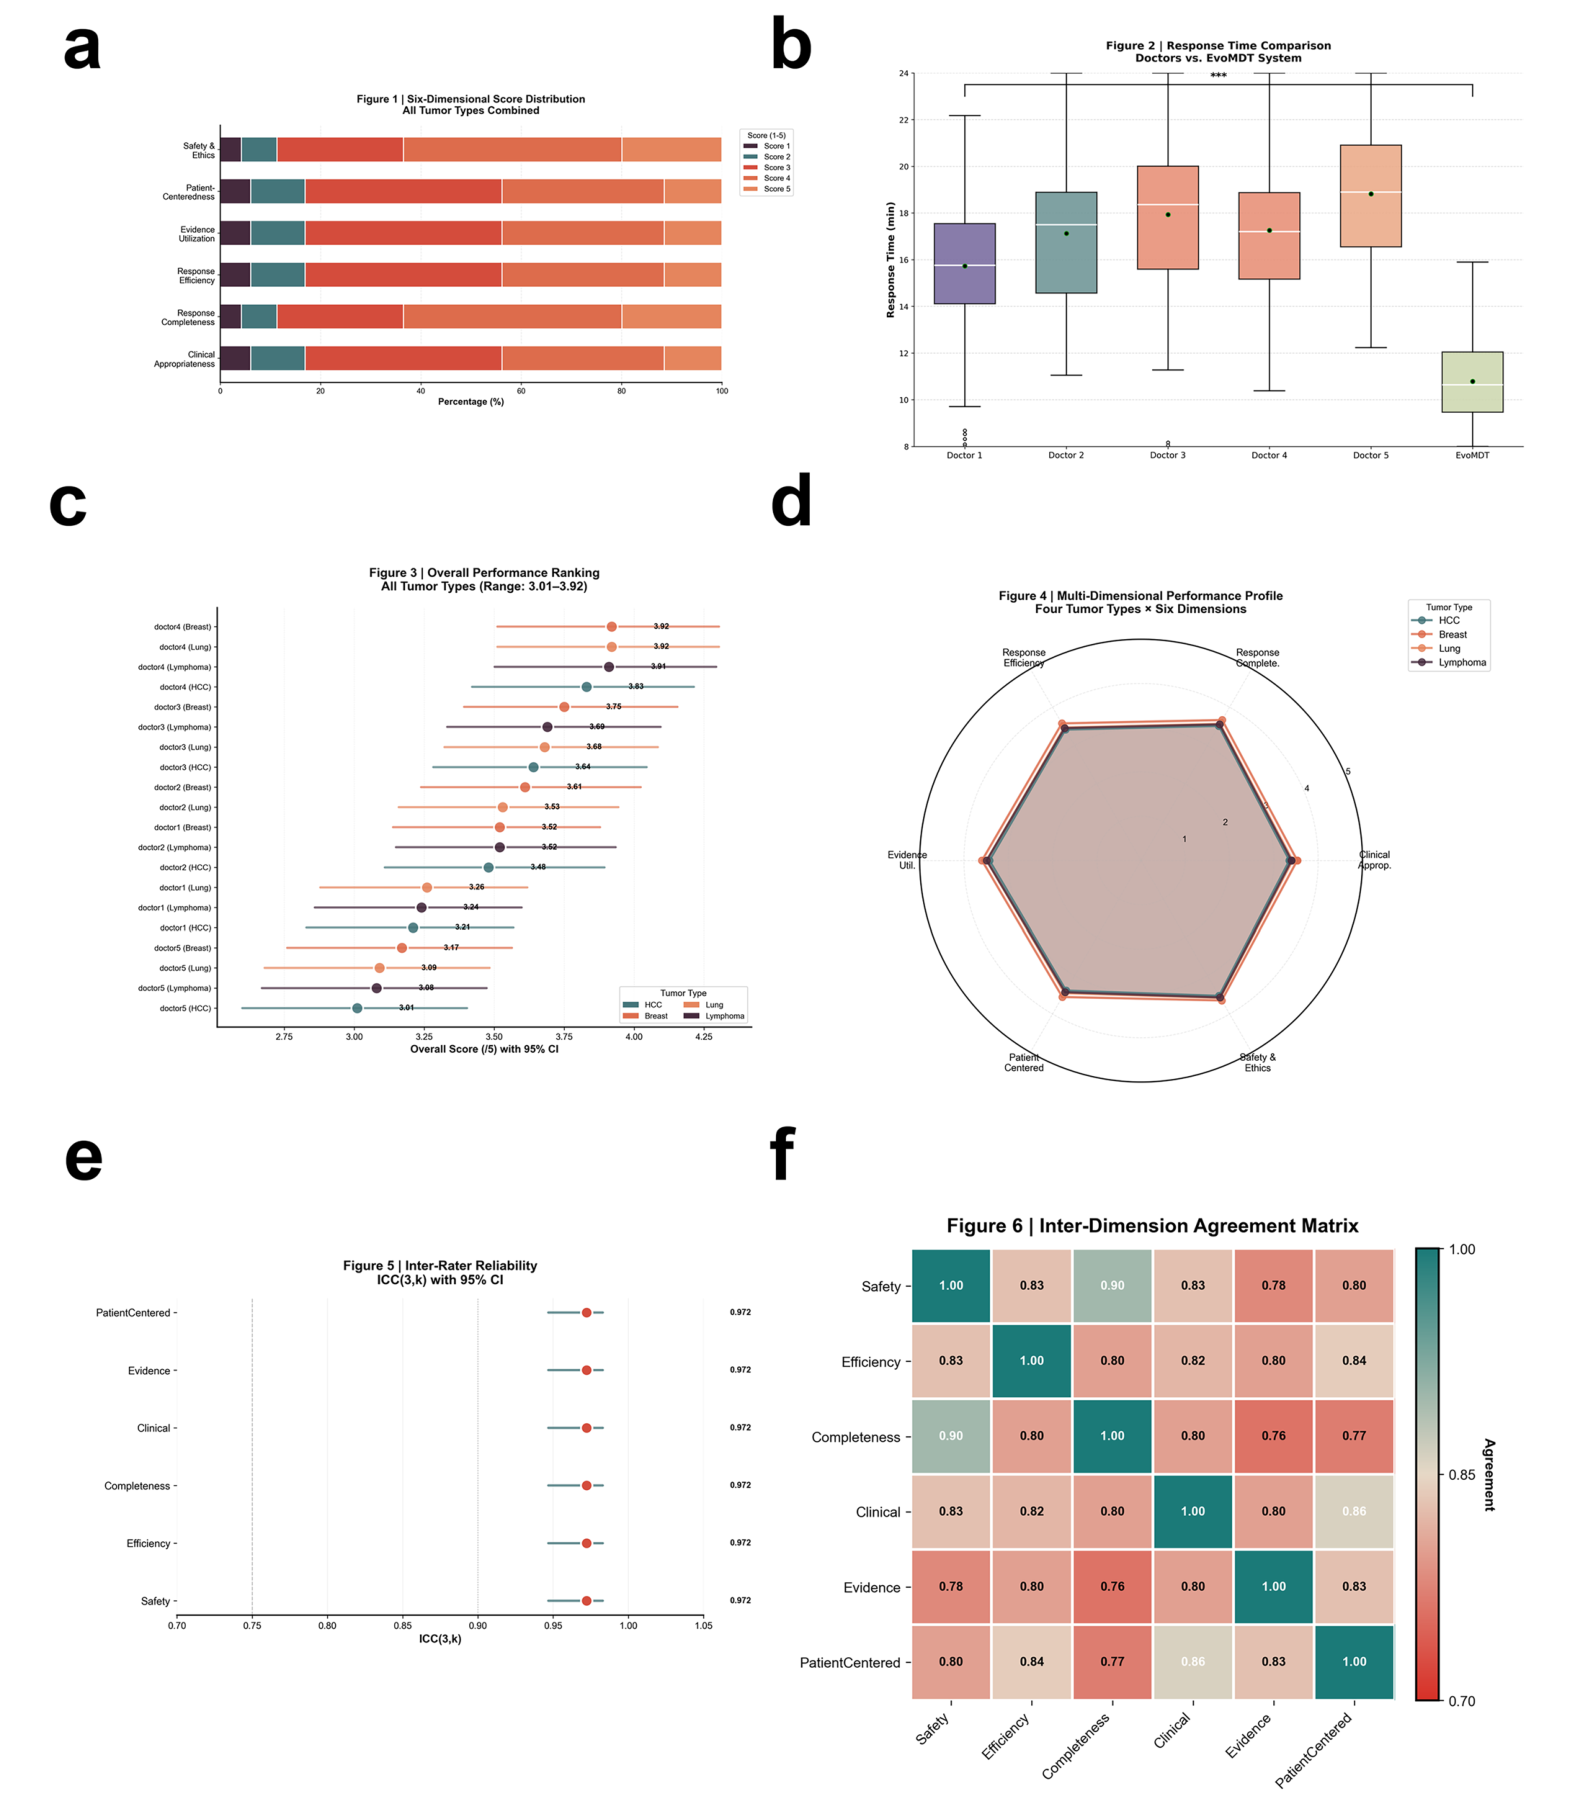 a
Figure 1 | Six-Dimensional Score Distribution
All Tumor Types Combined
Safety &
Ethics
Patient-
Centeredness
Evidence
Utilization
Response
Efficiency
Response
Completeness
Clinical
Appropriateness
0 20 40 60 80 100
Percentage (%)
Score (1-5)
Score 1
Score 2
Score 3
Score 4
Score 5
b
Figure 2 | Response Time Comparison
Doctors vs. EvoMDT System
***
Response Time (min)
24
22
20
18
16
14
12
10
8
Doctor 1 Doctor 2 Doctor 3 Doctor 4 Doctor 5 EvoMDT
c
Figure 3 | Overall Performance Ranking
All Tumor Types (Range: 3.01–3.92)
doctor4 (Breast) 3.92
doctor4 (Lung) 3.92
doctor4 (Lymphoma) 3.91
doctor4 (HCC) 3.83
doctor3 (Breast) 3.75
doctor3 (Lymphoma) 3.69
doctor3 (Lung) 3.68
doctor3 (HCC) 3.64
doctor2 (Breast) 3.61
doctor2 (Lung) 3.53
doctor1 (Breast) 3.52
doctor2 (Lymphoma) 3.52
doctor2 (HCC) 3.48
doctor1 (Lung) 3.26
doctor1 (Lymphoma) 3.24
doctor1 (HCC) 3.21
doctor5 (Breast) 3.17
doctor5 (Lung) 3.09
doctor5 (Lymphoma) 3.08
doctor5 (HCC) 3.01
Tumor Type
HCC Lung
Breast Lymphoma
2.75 3.00 3.25 3.50 3.75 4.00 4.25
Overall Score (/5) with 95% CI
d
Figure 4 | Multi-Dimensional Performance Profile
Four Tumor Types × Six Dimensions
Tumor Type
HCC
Breast
Lung
Lymphoma
Response
Efficiency
Response
Complete.
5
4
3
2
1
Evidence
Util.
Clinical
Approp.
Patient
Centered
Safety &
Ethics
e
Figure 5 | Inter-Rater Reliability
ICC(3,k) with 95% CI
PatientCentered 0.972
Evidence 0.972
Clinical 0.972
Completeness 0.972
Efficiency 0.972
Safety 0.972
0.70 0.75 0.80 0.85 0.90 0.95 1.00 1.05
ICC(3,k)
f
Figure 6 | Inter-Dimension Agreement Matrix
Safety 1.00 0.83 0.90 0.83 0.78 0.80
Efficiency 0.83 1.00 0.80 0.82 0.80 0.84
Completeness 0.90 0.80 1.00 0.80 0.76 0.77
Clinical 0.83 0.82 0.80 1.00 0.80 0.86
Evidence 0.78 0.80 0.76 0.80 1.00 0.83
PatientCentered 0.80 0.84 0.77 0.86 0.83 1.00
Safety Efficiency Completeness Clinical Evidence PatientCentered
1.00
0.85
0.70
Agreement